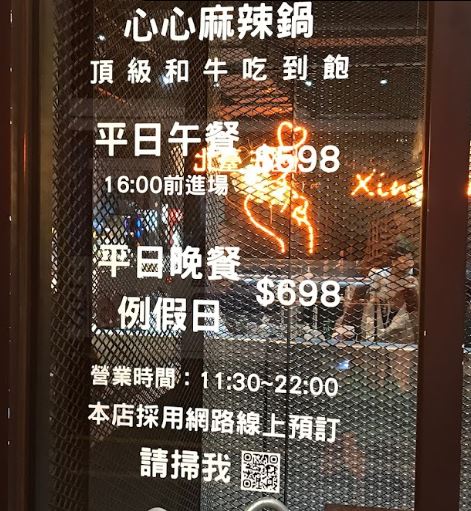 心心麻辣鍋
頂級和牛吃到飽
平日午餐 $598
16:00前進場
平日晚餐
例假日 $698
營業時間：11:30~22:00
本店採用網路線上預訂
請掃我
Xin